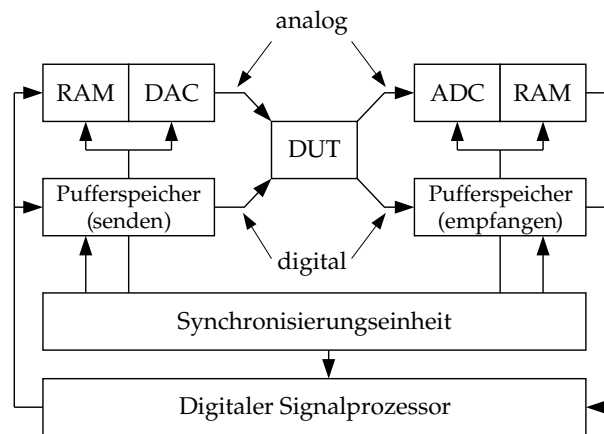 analog
RAM
DAC
ADC
RAM
DUT
Pufferspeicher
(senden)
Pufferspeicher
(empfangen)
digital
Synchronisierungseinheit
Digitaler Signalprozessor